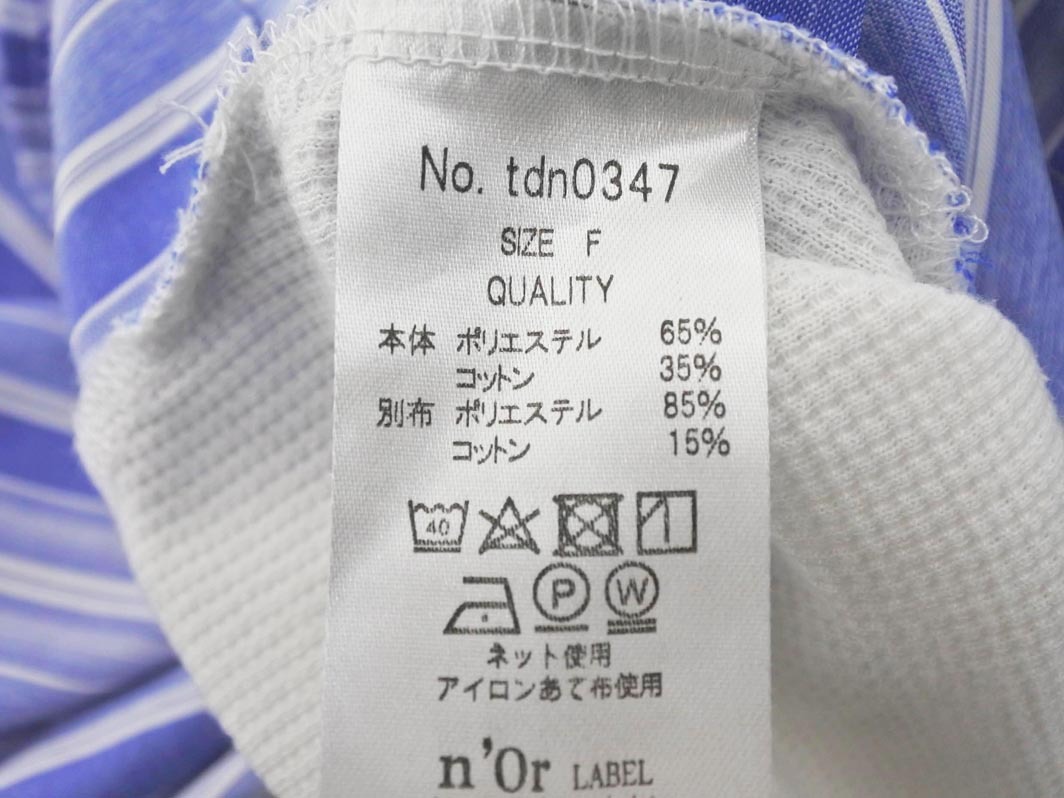 No. tdn0347
SIZE F
QUALITY
本体 ポリエステル 65%
コットン 35%
別布 ポリエステル 85%
コットン 15%
40
P W
ネット使用
アイロンあて布使用
n'Or LABEL